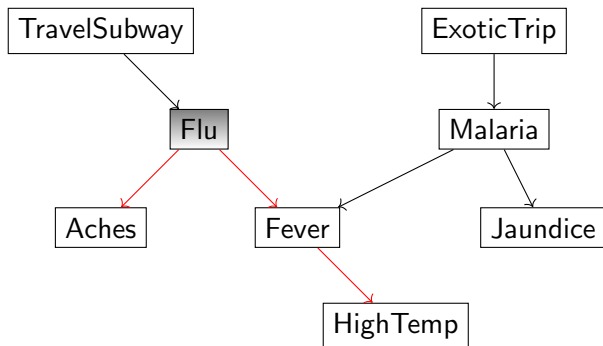 TravelSubway
ExoticTrip
Flu
Malaria
Aches
Fever
Jaundice
HighTemp